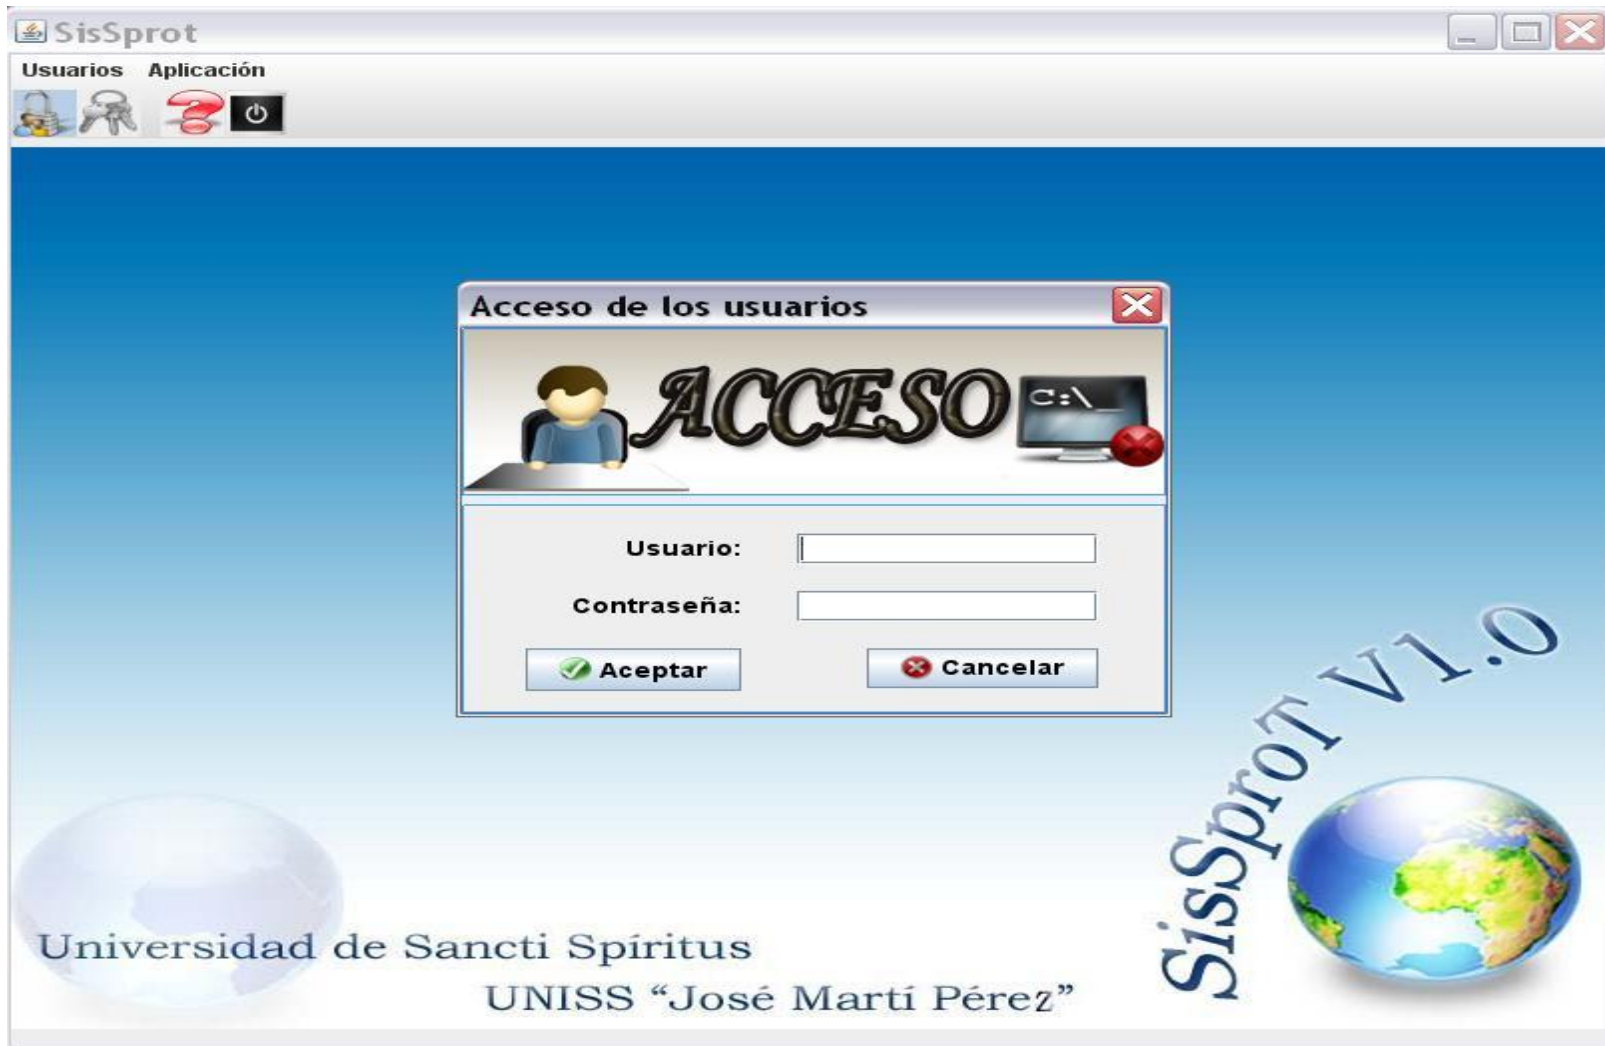 SisSprot
Usuarios Aplicación
Acceso de los usuarios
ACCESO
C:\_
Usuario:
Contraseña:
Aceptar
Cancelar
SisSproT V1.0
Universidad de Sancti Spíritus
UNISS “José Martí Pérez”